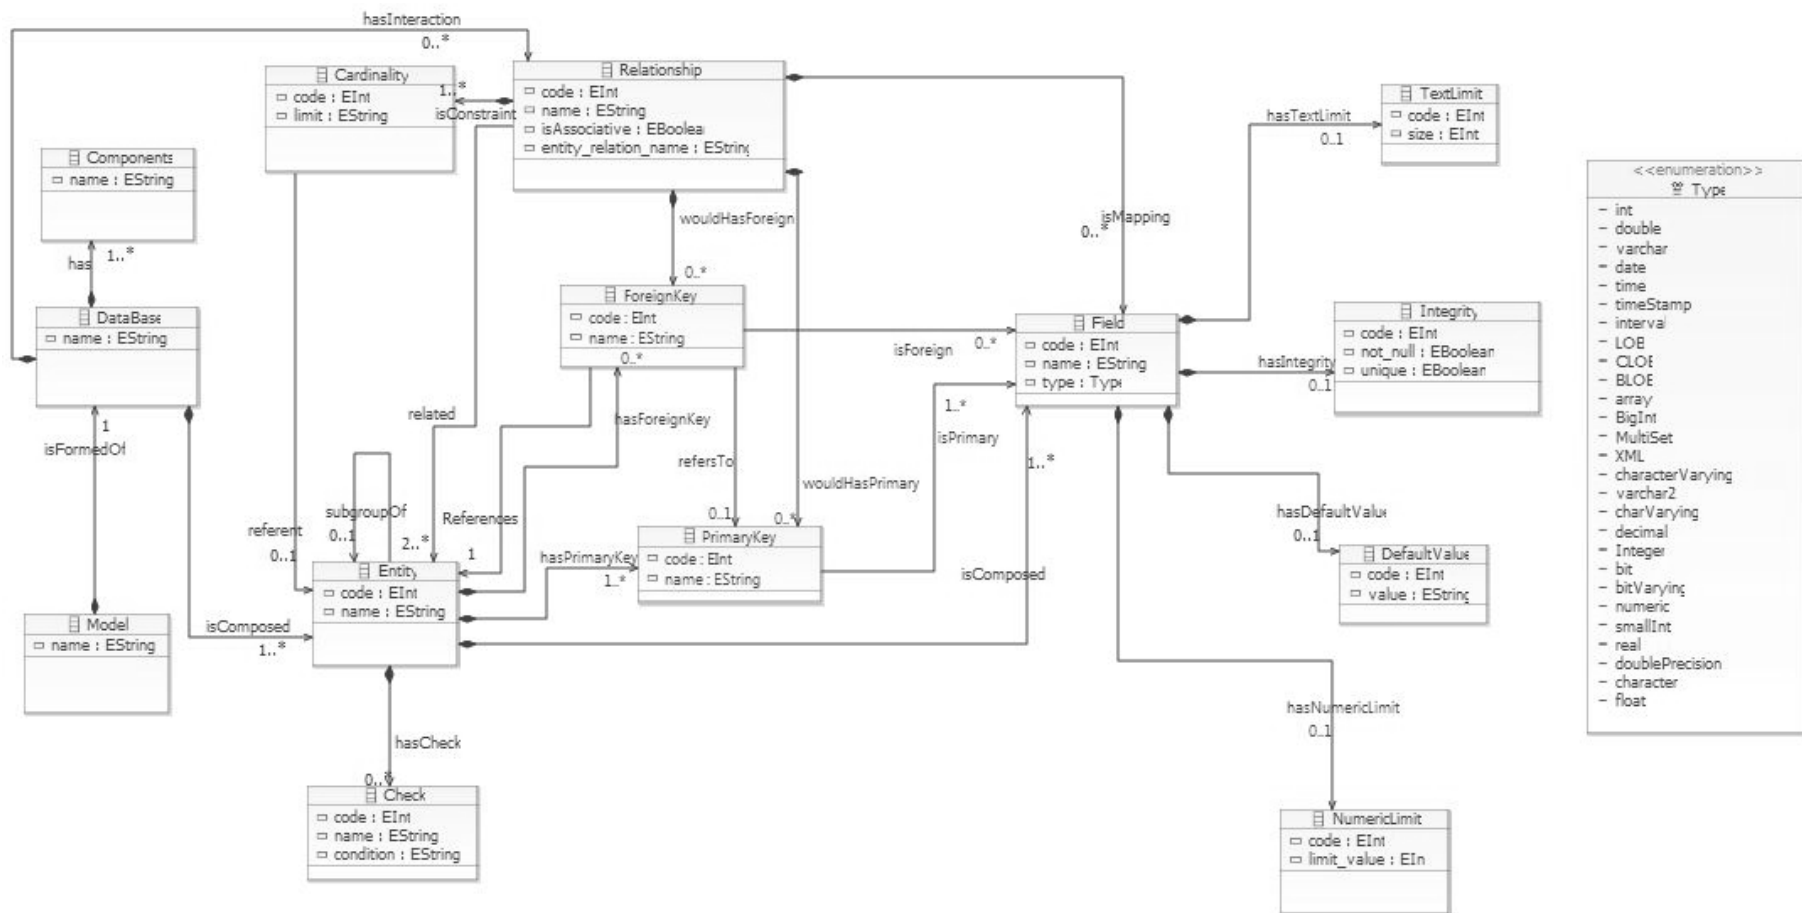 hasInteraction
0..*
Cardinality
code : EInt
limit : EString
1..*
isConstraint
Relationship
code : EInt
name : EString
isAssociative : EBoolea
entity_relation_name : EString
TextLimit
code : EInt
size : EInt
hasTextLimit
0..1
Components
name : EString
has
1..*
wouldHasForeign
0..*
isMapping
0..*
<<enumeration>>
Type
int
double
varchar
date
time
timeStamp
interval
LOB
CLOB
BLOB
array
BigInt
MultiSet
XML
characterVarying
varchar2
charVarying
decimal
Integer
bit
bitVarying
numeric
smallInt
real
doublePrecision
character
float
DataBase
name : EString
ForeignKey
code : EInt
name : EString
0..*
isForeign
0..*
Field
code : EInt
name : EString
type : Type
Integrity
code : EInt
not_null : EBoolean
unique : EBoolean
hasIntegrity
0..1
1
isFormedOf
related
hasForeignKey
refersTo
0..1
wouldHasPrimary
0..*
1..*
isPrimary
1..*
isComposed
hasDefaultValue
0..1
DefaultValue
code : EInt
value : EString
referent
0..1
subgroupOf
0..1
2..*
References
1
Entity
code : EInt
name : EString
hasPrimaryKey
1..*
PrimaryKey
code : EInt
name : EString
Model
name : EString
isComposed
1..*
hasCheck
0..*
Check
code : EInt
name : EString
condition : EString
hasNumericLimit
0..1
NumericLimit
code : EInt
limit_value : EIn